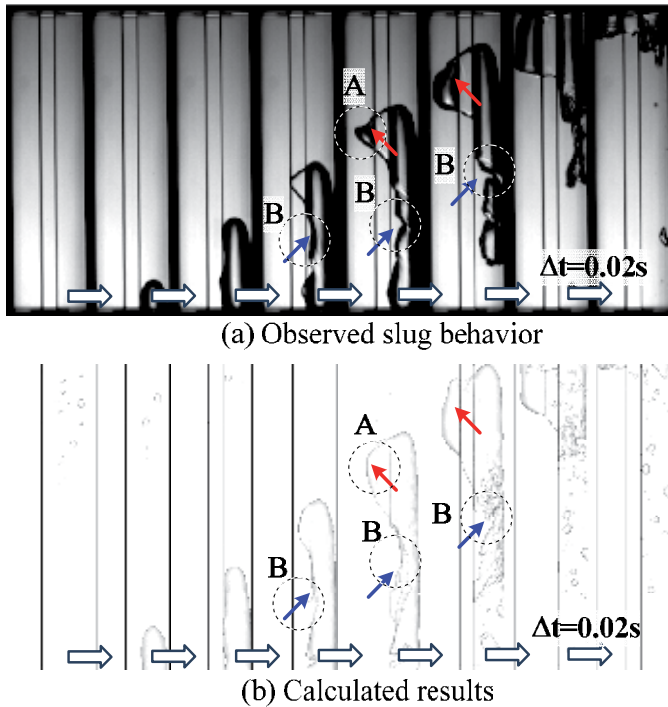 A
B
B
B
Δt=0.02s
(a) Observed slug behavior
A
B
B
B
Δt=0.02s
(b) Calculated results